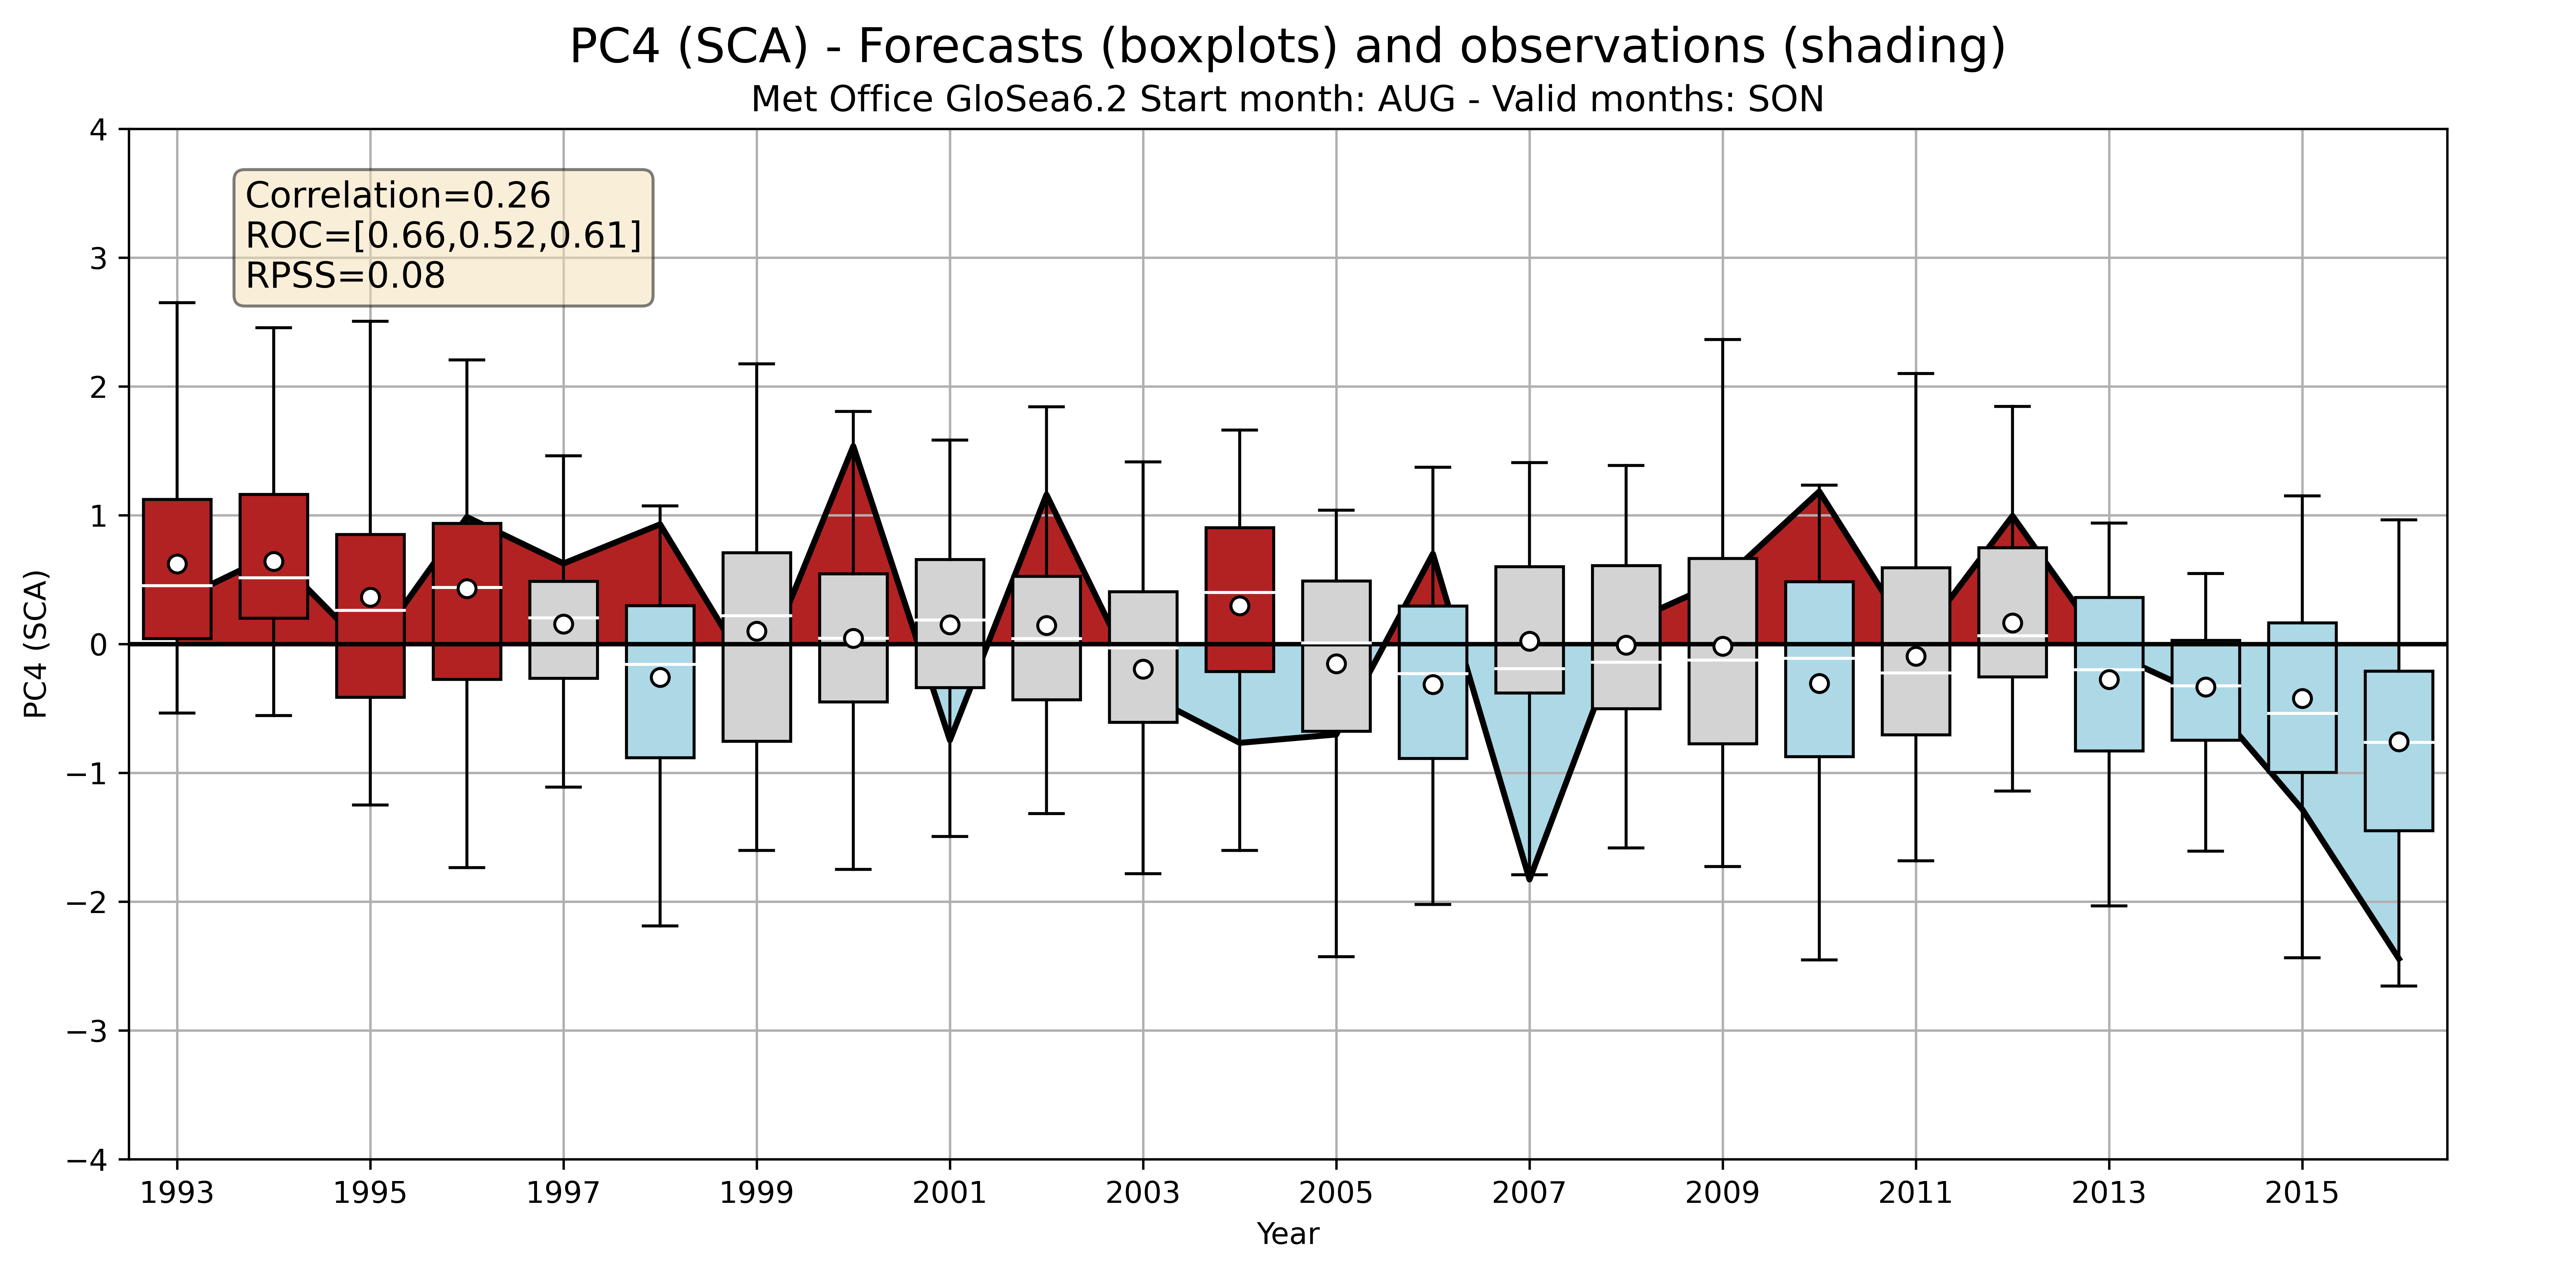 PC4 (SCA) - Forecasts (boxplots) and observations (shading)
Met Office GloSea6.2 Start month: AUG - Valid months: SON
Correlation=0.26
ROC=[0.66,0.52,0.61]
RPSS=0.08
PC4 (SCA)
4
3
2
1
0
−1
−2
−3
−4
1993 1995 1997 1999 2001 2003 2005 2007 2009 2011 2013 2015
Year